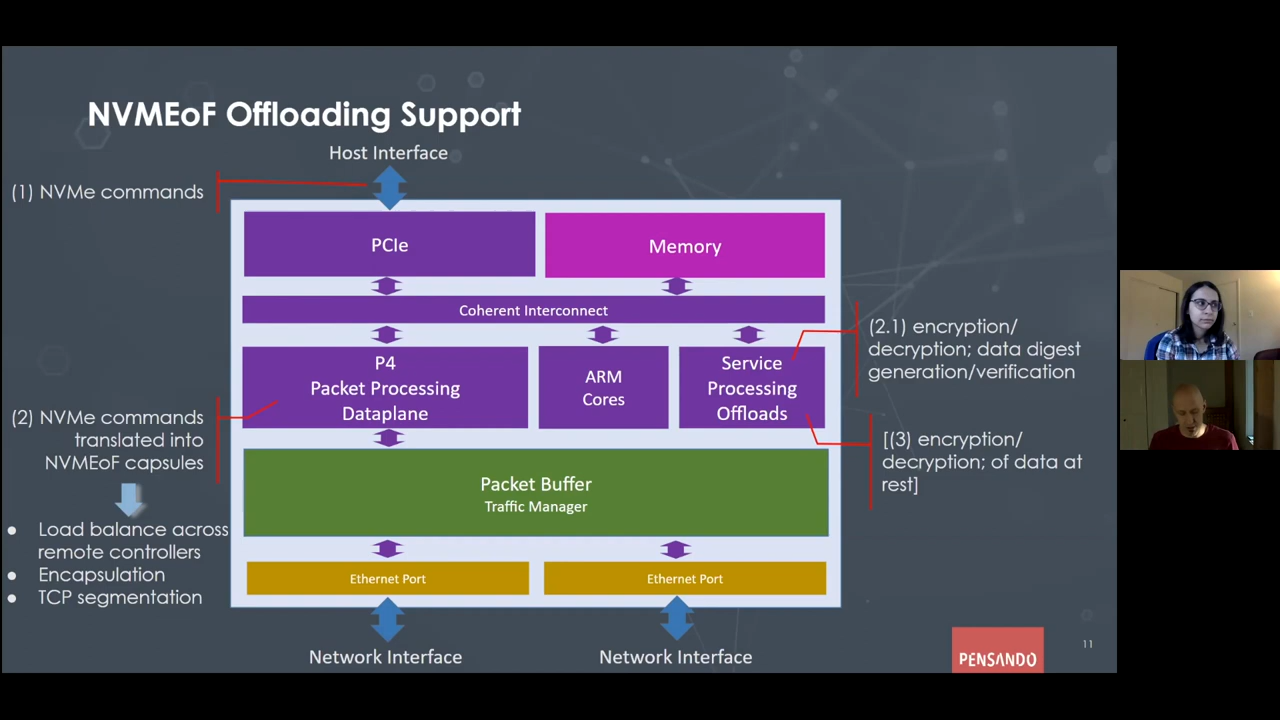 NVMEoF Offloading Support
Host Interface
(1) NVMe commands
PCIe
Memory
Coherent Interconnect
P4
Packet Processing
Dataplane
ARM
Cores
Service
Processing
Offloads
(2.1) encryption/
decryption; data digest
generation/verification
(2) NVMe commands
translated into
NVMEoF capsules
[(3) encryption/
decryption; of data at
rest]
Packet Buffer
Traffic Manager
● Load balance across
remote controllers
● Encapsulation
● TCP segmentation
Ethernet Port
Ethernet Port
Network Interface
Network Interface
PENSANDO
11